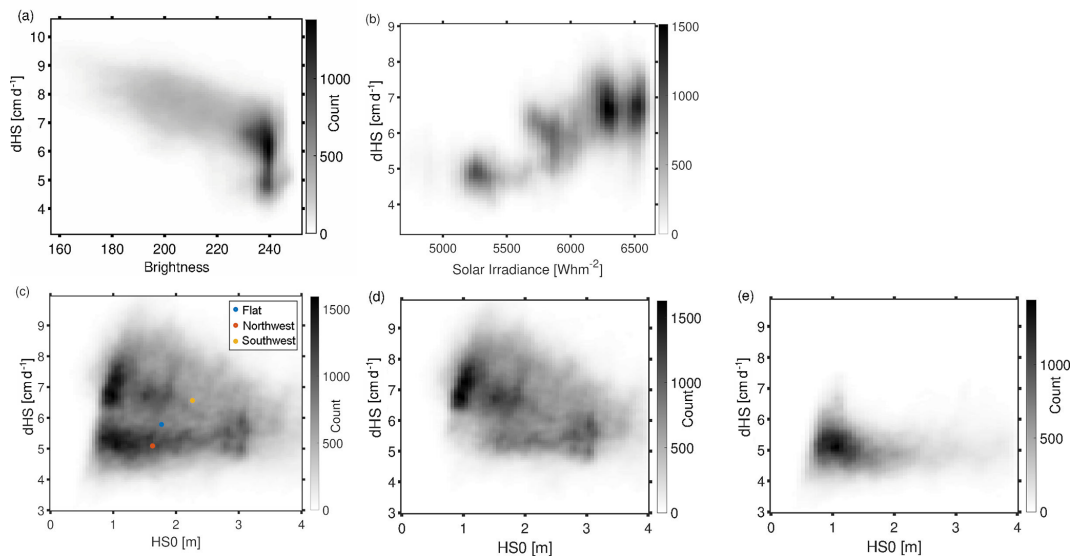 (a)
10
9
8
7
6
5
4
dHS [cm d⁻¹]
160 180 200 220 240
Brightness
1000
500
0
Count
(b)
9
8
7
6
5
4
dHS [cm d⁻¹]
5000 5500 6000 6500
Solar Irradiance [Whm⁻²]
1500
1000
500
0
Count
(c)
9
8
7
6
5
4
3
dHS [cm d⁻¹]
Flat
Northwest
Southwest
0 1 2 3 4
HS0 [m]
1500
1000
500
0
Count
(d)
9
8
7
6
5
4
3
dHS [cm d⁻¹]
0 1 2 3 4
HS0 [m]
1500
1000
500
0
Count
(e)
9
8
7
6
5
4
3
dHS [cm d⁻¹]
0 1 2 3 4
HS0 [m]
1000
500
0
Count